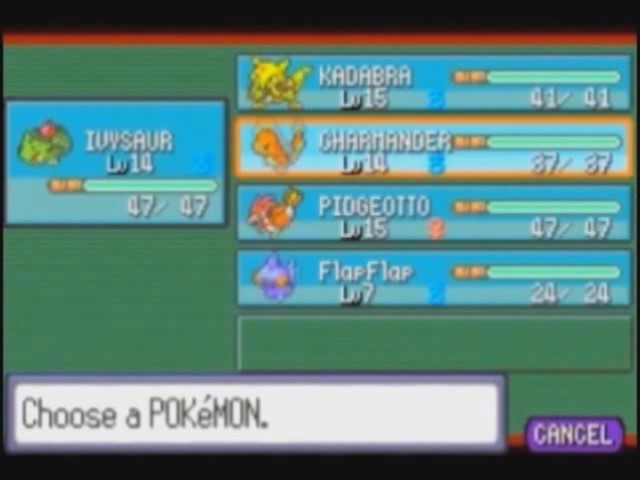 IVYSAUR
Lv14
47/ 47
KADABRA
Lv15
41/ 41
CHARMANDER
Lv14
37/ 37
PIDGEOTTO
Lv15
47/ 47
FlapFlap
Lv7
24/ 24
Choose a POKéMON.
CANCEL